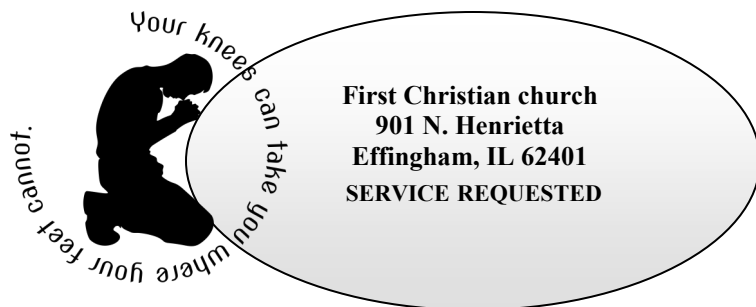 Your knees can take you where your feet cannot.
First Christian church
901 N. Henrietta
Effingham, IL 62401
SERVICE REQUESTED